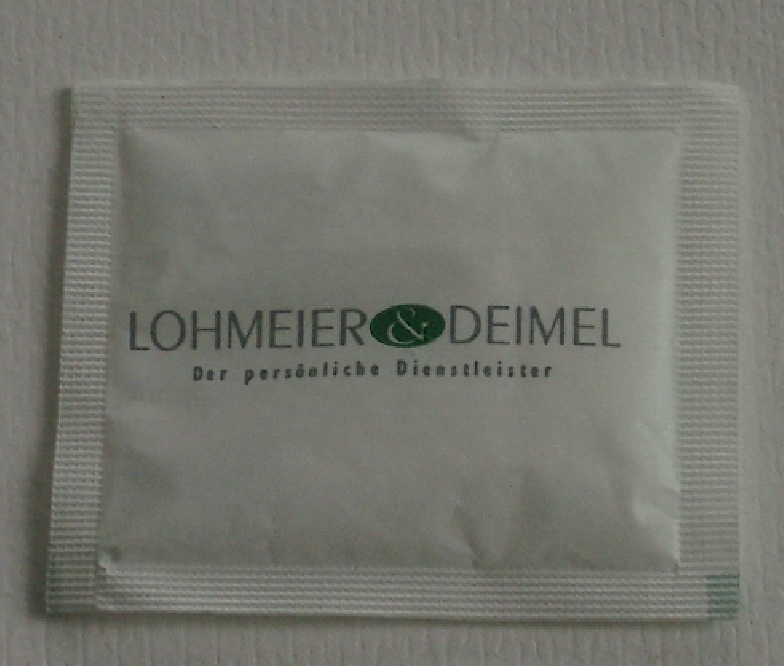 LOHMEIER & DEIMEL
Der persönliche Dienstleister